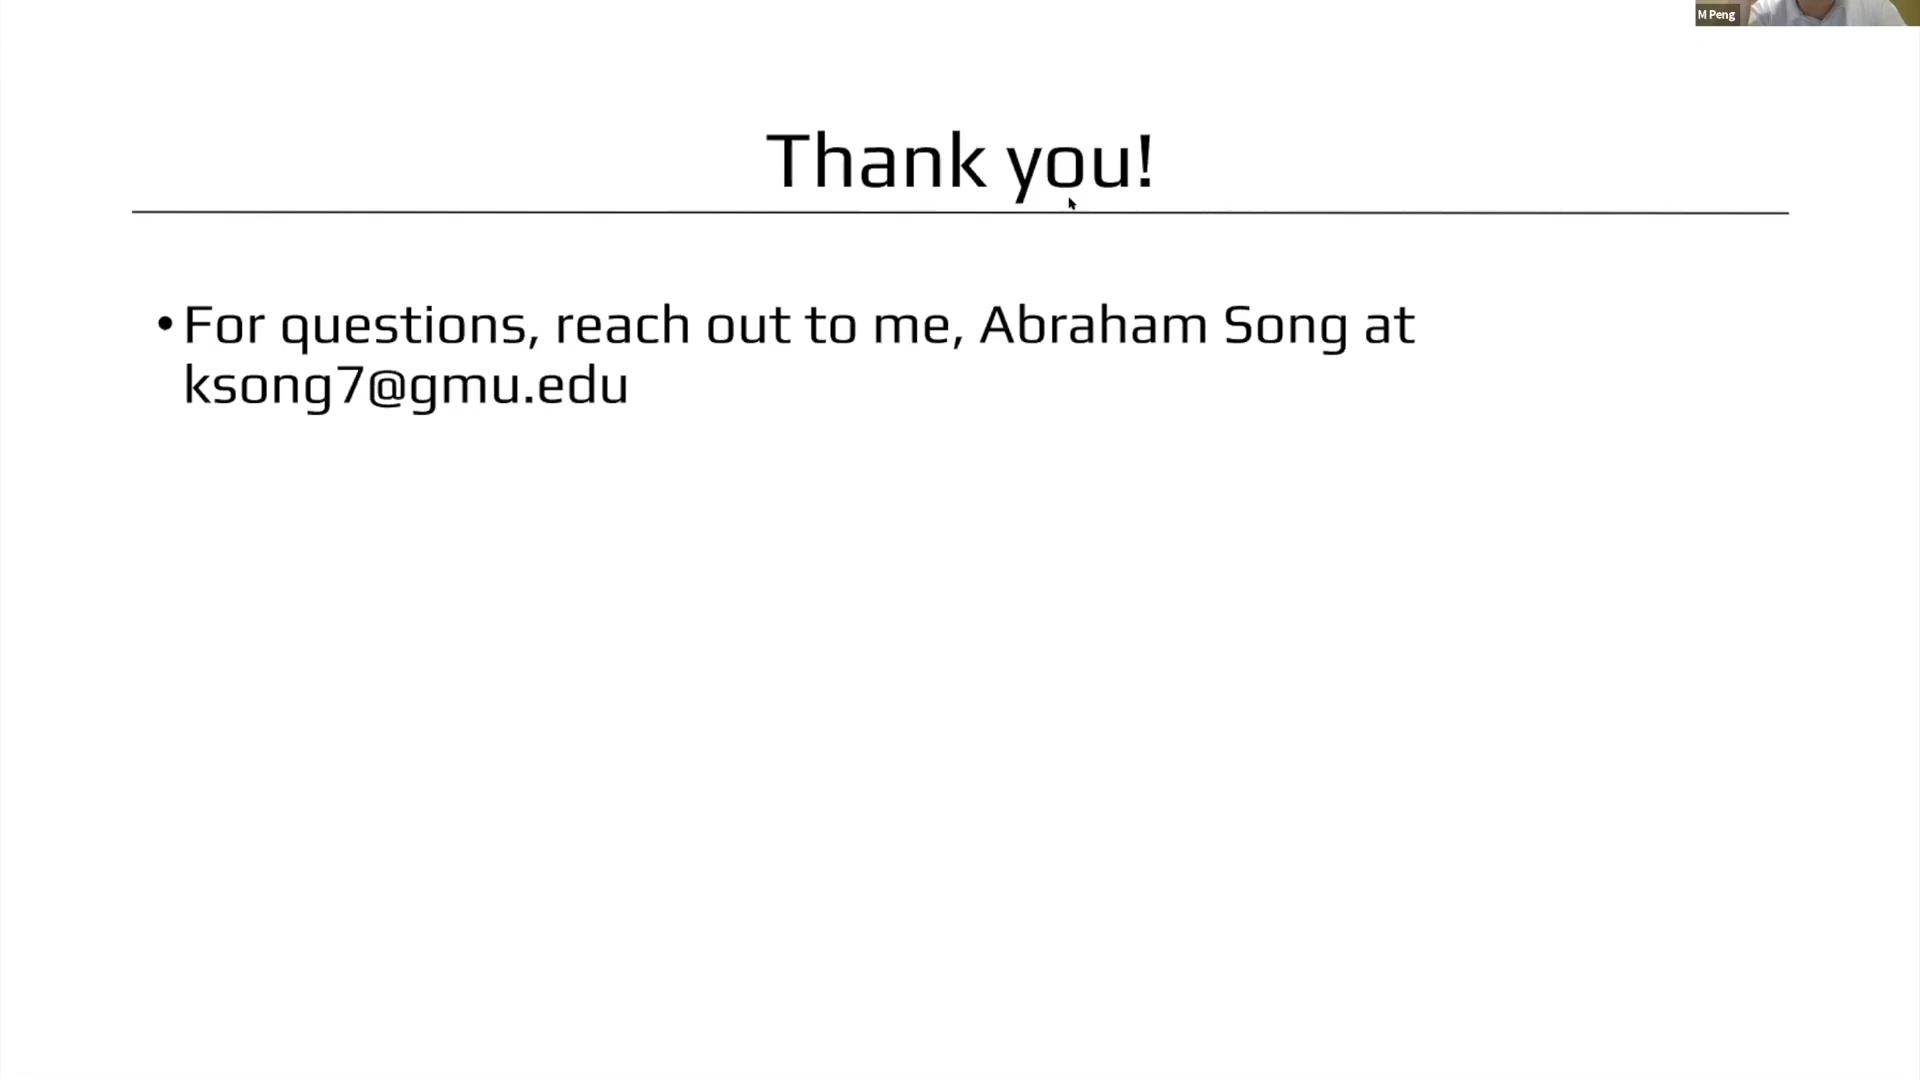 M Peng
Thank you!
• For questions, reach out to me, Abraham Song at
ksong7@gmu.edu